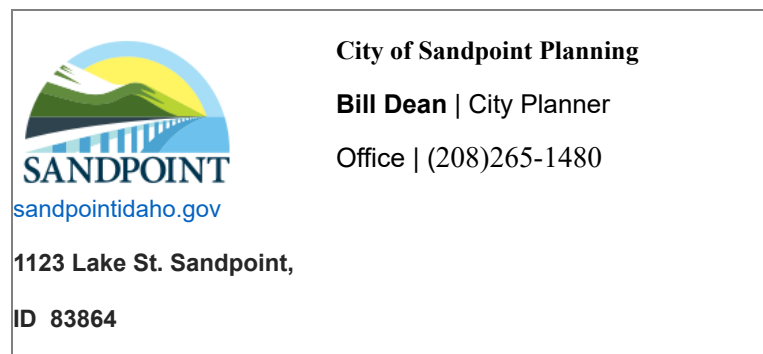 SANDPOINT
sandpointidaho.gov
1123 Lake St. Sandpoint,
ID 83864
City of Sandpoint Planning
Bill Dean | City Planner
Office | (208)265-1480